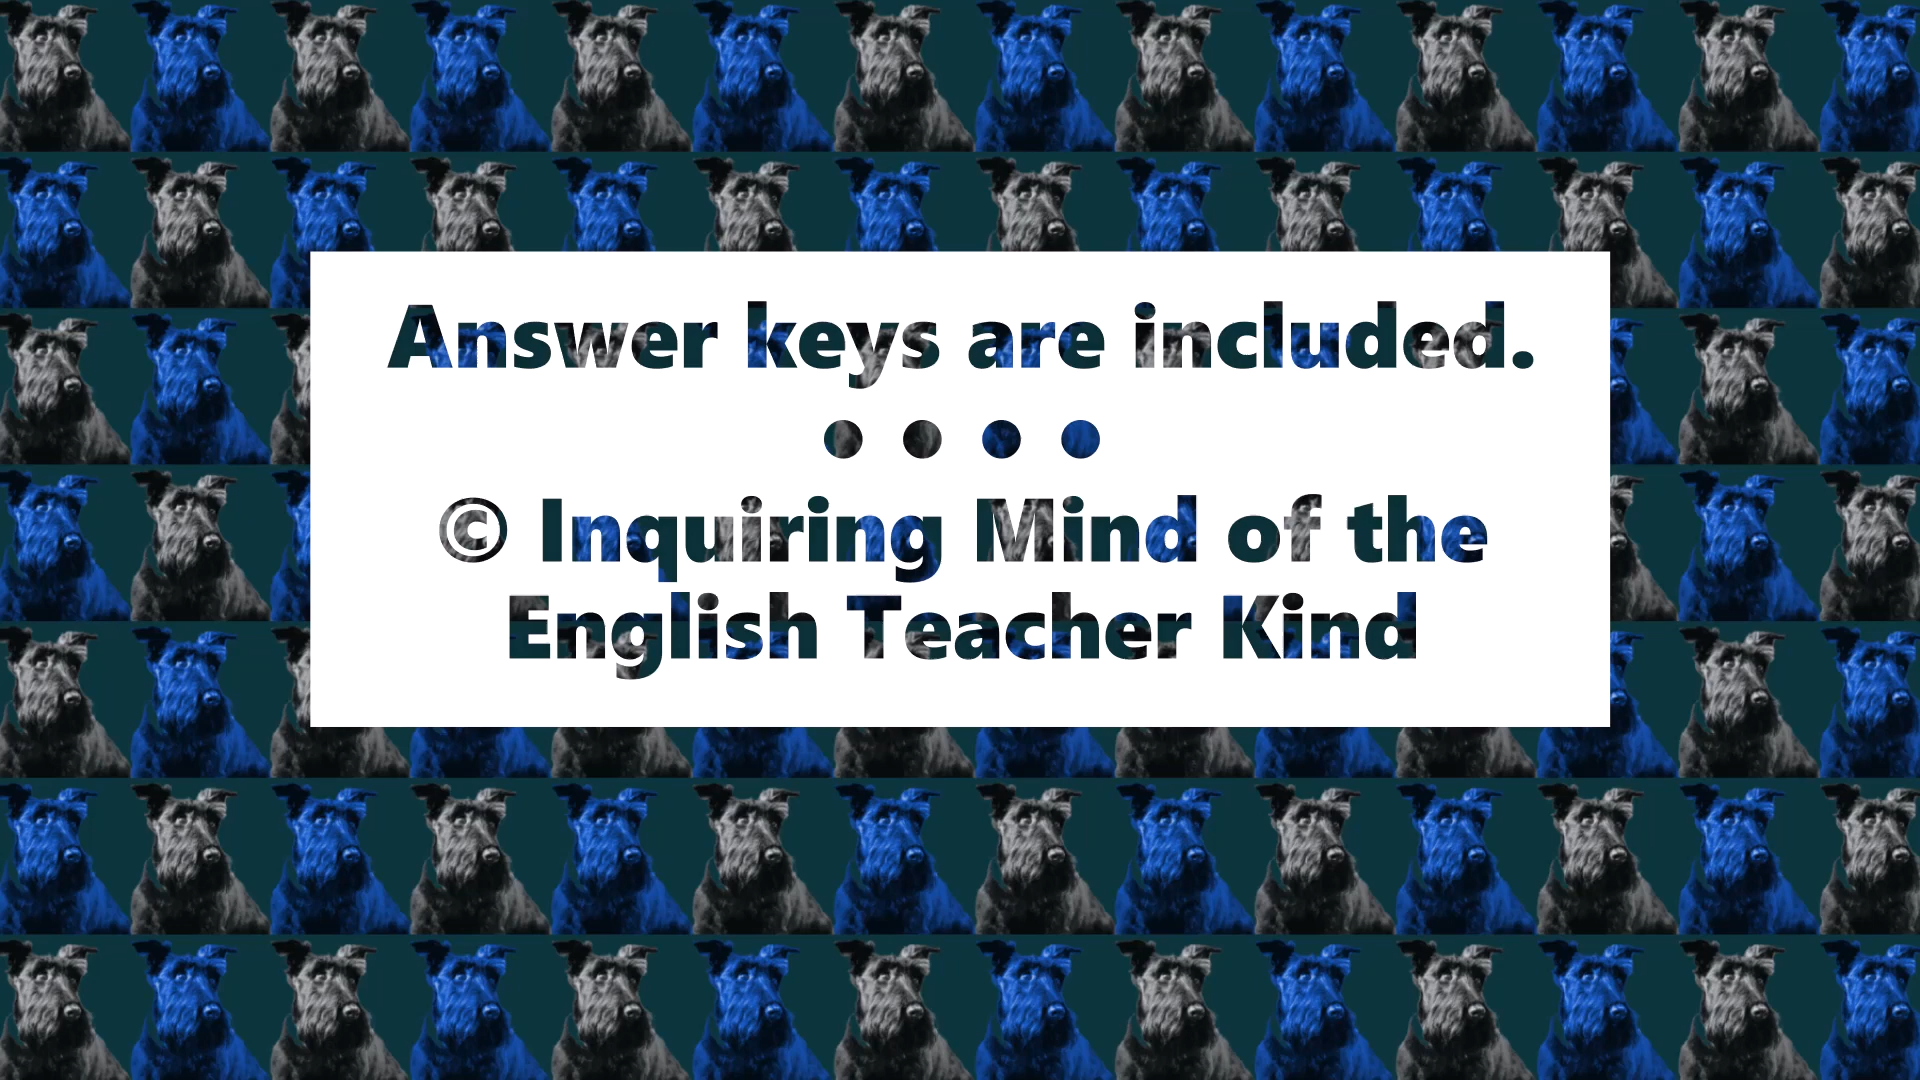 Answer keys are included.
• • • •
© Inquiring Mind of the
English Teacher Kind